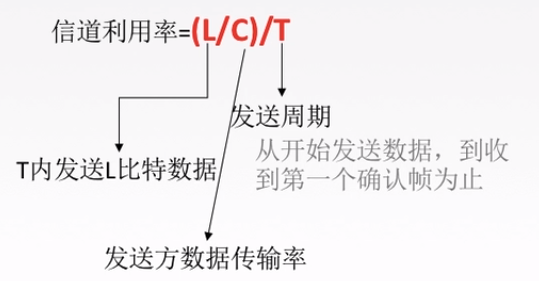 信道利用率=(L/C)/T
发送周期
从开始发送数据，到收
到第一个确认帧为止
T内发送L比特数据
发送方数据传输率